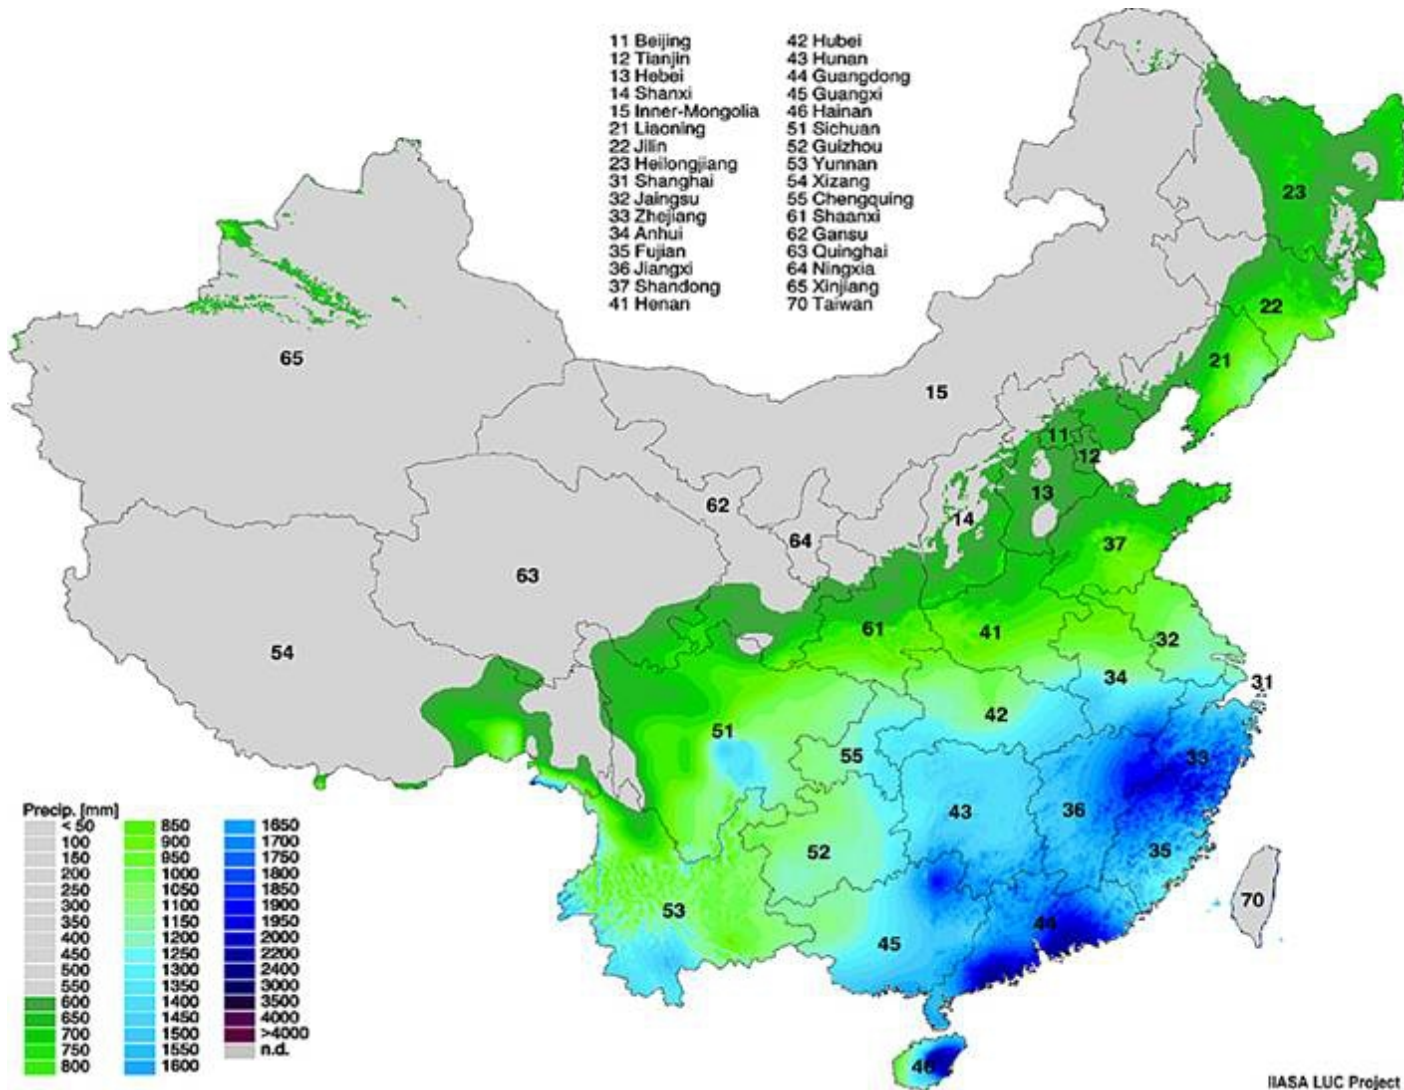 11 Beijing
12 Tianjin
13 Hebei
14 Shanxi
15 Inner-Mongolia
21 Liaoning
22 Jilin
23 Heilongjiang
31 Shanghai
32 Jaingsu
33 Zhejiang
34 Anhui
35 Fujian
36 Jiangxi
37 Shandong
41 Henan
42 Hubei
43 Hunan
44 Guangdong
45 Guangxi
46 Hainan
51 Sichuan
52 Guizhou
53 Yunnan
54 Xizang
55 Chengquing
61 Shaanxi
62 Gansu
63 Quinghai
64 Ningxia
65 Xinjiang
70 Taiwan
23
22
65
21
15
11
12
13
62
14
64
37
63
61
41
32
54
34
31
42
51
55
33
43
36
52
35
70
53
44
45
46
Precip. [mm]
< 50
100
150
200
250
300
400
450
500
550
600
650
700
750
800
850
900
950
1000
1050
1100
1150
1200
1250
1300
1400
1450
1500
1550
1600
1650
1700
1750
1800
1850
1900
1950
2000
2200
2400
3000
3500
4000
>4000
n.d.
IIASA LUC Project